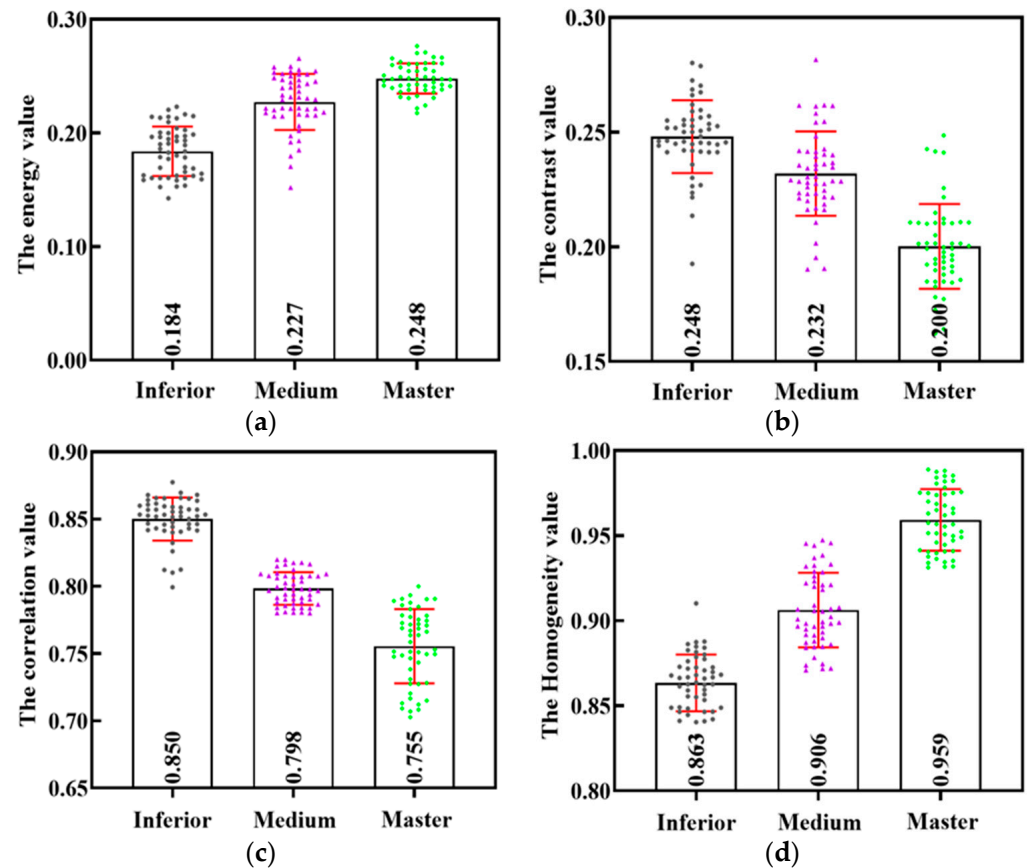 The energy value
0.30
0.20
0.10
0.00
0.184
0.227
0.248
Inferior Medium Master
(a)
The contrast value
0.30
0.25
0.20
0.15
0.248
0.232
0.200
Inferior Medium Master
(b)
The correlation value
0.90
0.85
0.80
0.75
0.70
0.65
0.850
0.798
0.755
Inferior Medium Master
(c)
The Homogeneity value
1.00
0.95
0.90
0.85
0.80
0.863
0.906
0.959
Inferior Medium Master
(d)